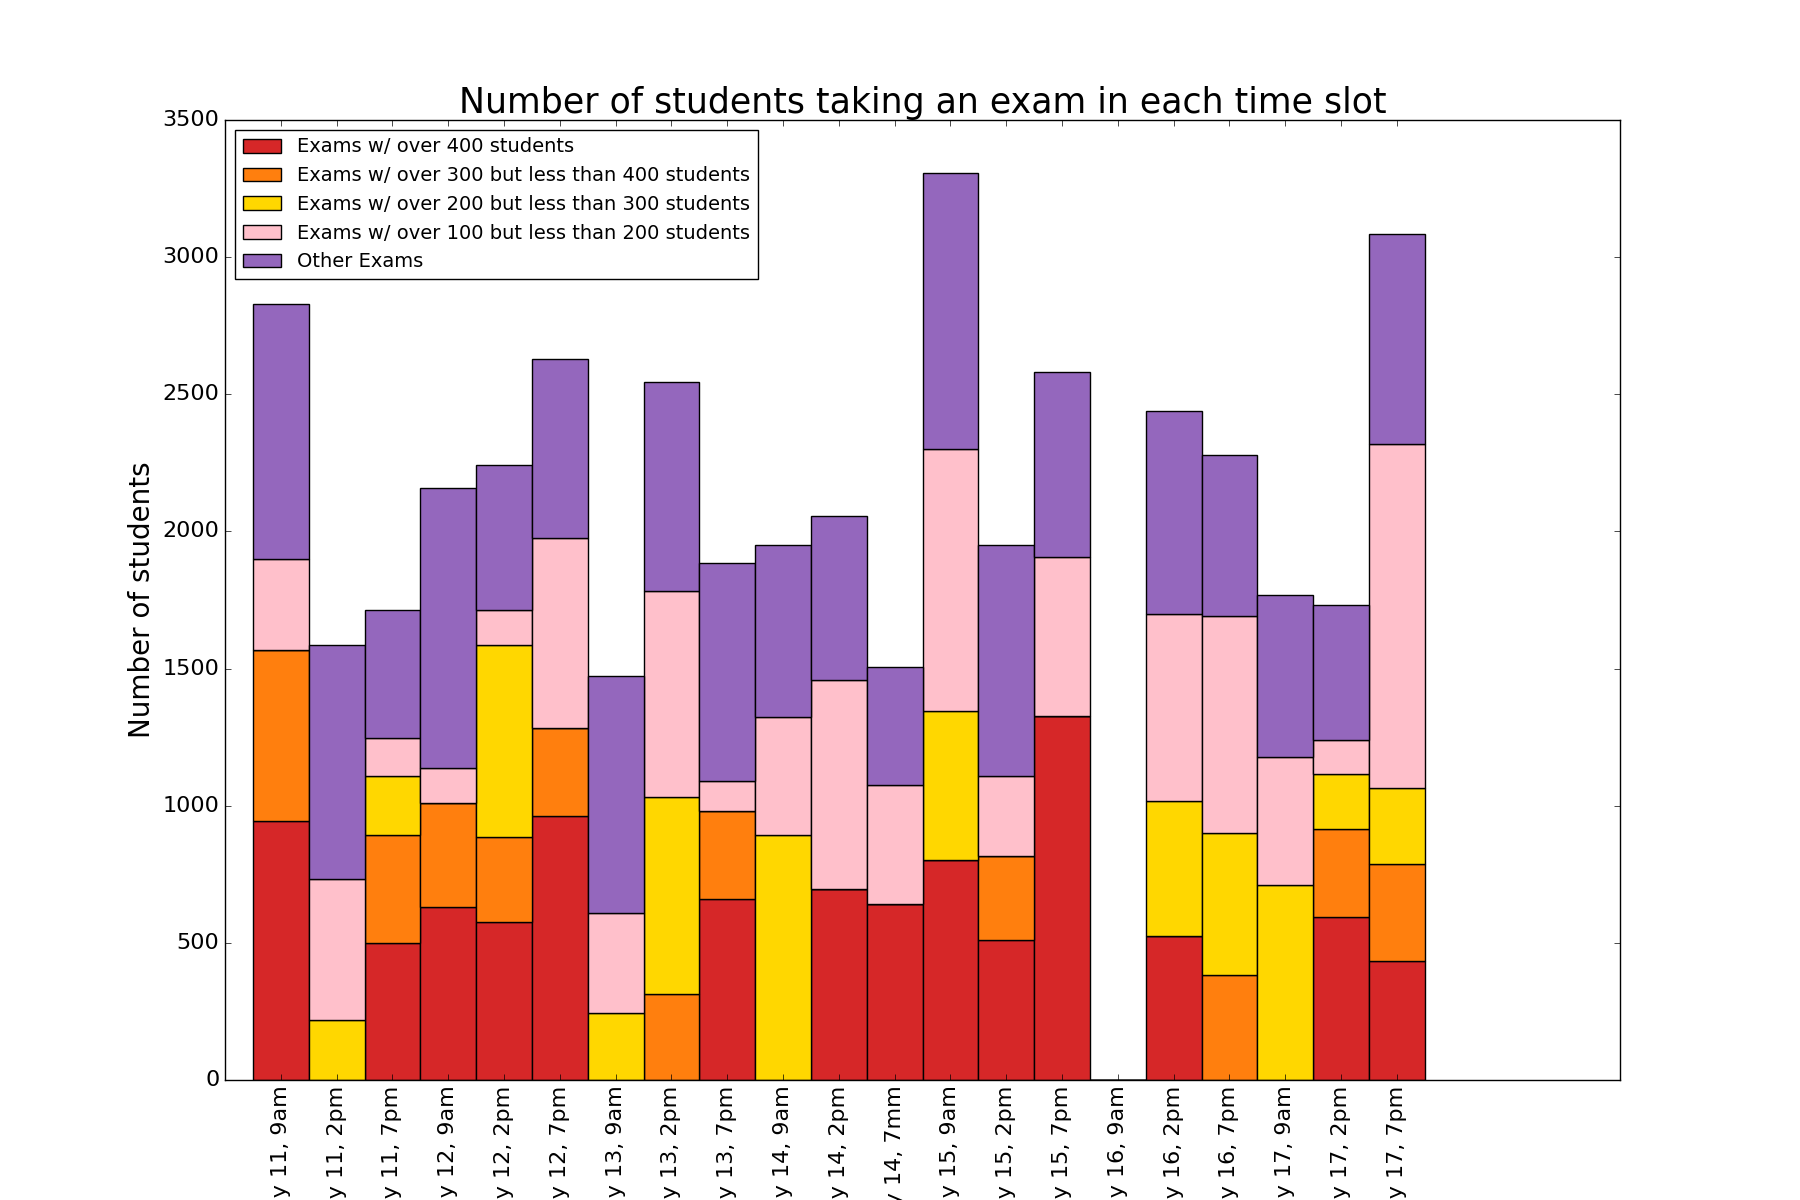 Number of students taking an exam in each time slot
Exams w/ over 400 students
Exams w/ over 300 but less than 400 students
Exams w/ over 200 but less than 300 students
Exams w/ over 100 but less than 200 students
Other Exams
Number of students
3500
3000
2500
2000
1500
1000
500
0
y 11, 9am
y 11, 2pm
y 11, 7pm
y 12, 9am
y 12, 2pm
y 12, 7pm
y 13, 9am
y 13, 2pm
y 13, 7pm
y 14, 9am
y 14, 2pm
y 14, 7mm
y 15, 9am
y 15, 2pm
y 15, 7pm
y 16, 9am
y 16, 2pm
y 16, 7pm
y 17, 9am
y 17, 2pm
y 17, 7pm